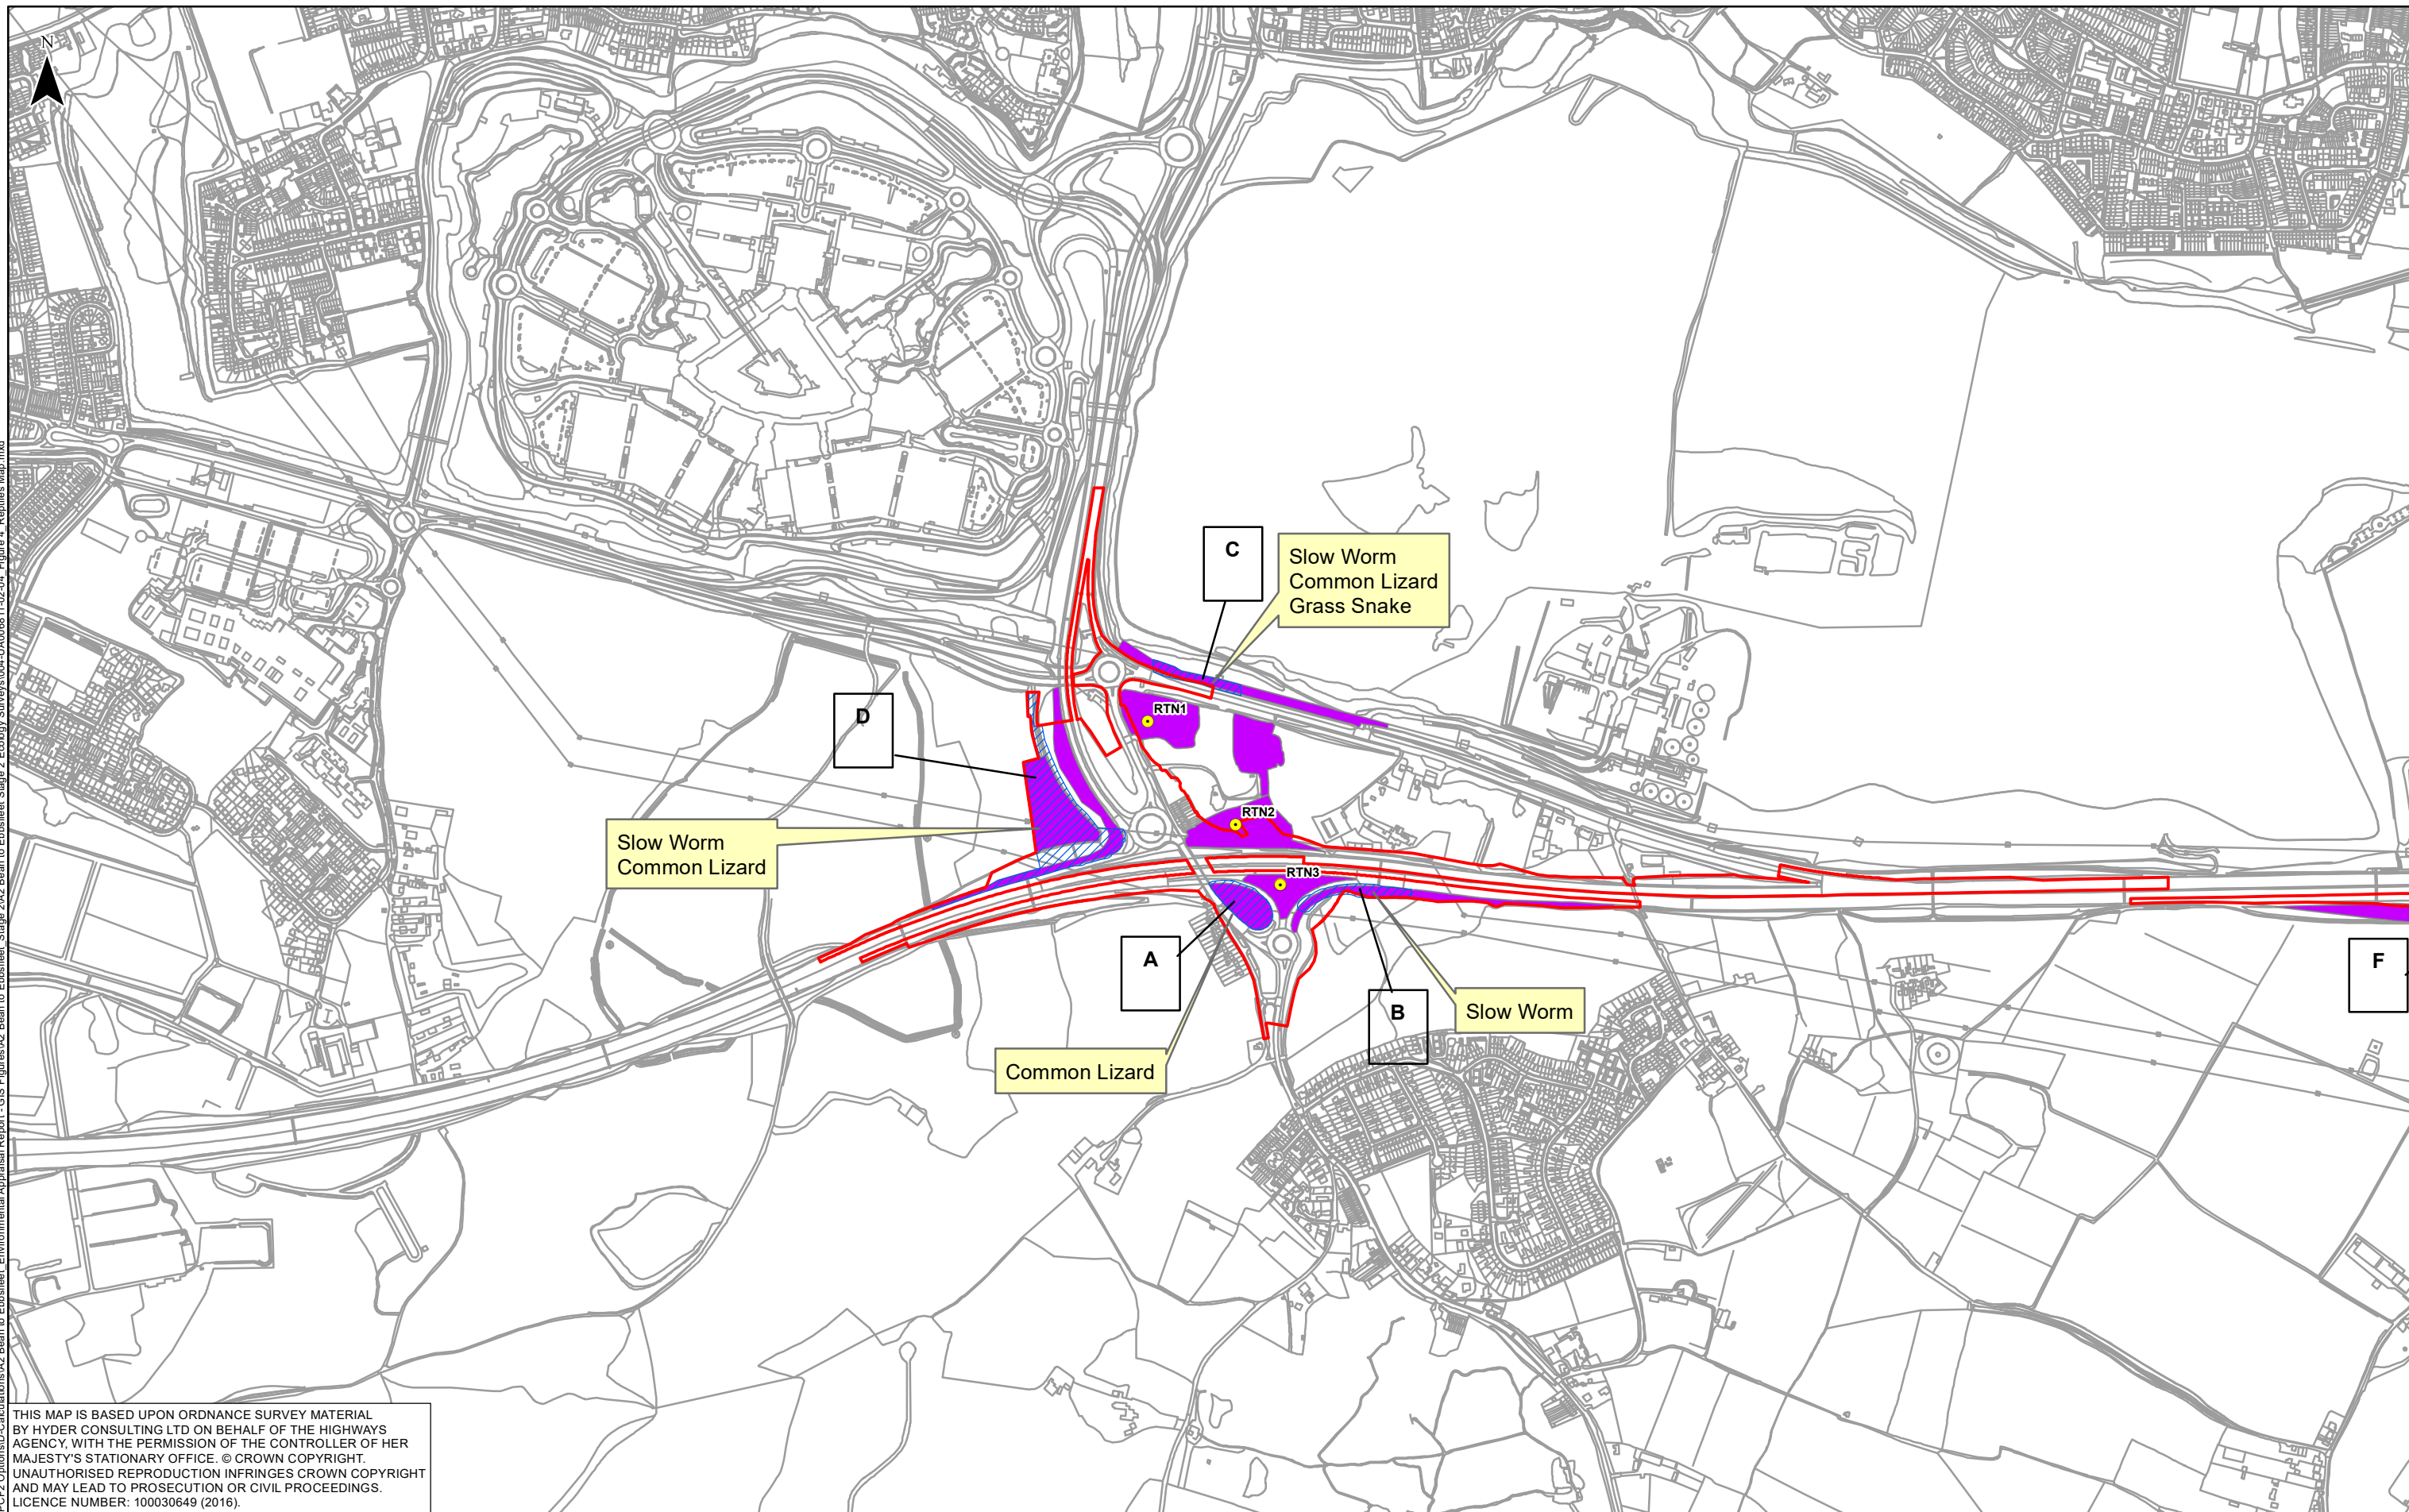 N
C
Slow Worm
Common Lizard
Grass Snake
D
RTN1
RTN2
Slow Worm
Common Lizard
RTN3
A
F
B
Slow Worm
Common Lizard
THIS MAP IS BASED UPON ORDNANCE SURVEY MATERIAL
BY HYDER CONSULTING LTD ON BEHALF OF THE HIGHWAYS
AGENCY, WITH THE PERMISSION OF THE CONTROLLER OF HER
MAJESTY'S STATIONARY OFFICE. © CROWN COPYRIGHT.
UNAUTHORISED REPRODUCTION INFRINGES CROWN COPYRIGHT
AND MAY LEAD TO PROSECUTION OR CIVIL PROCEEDINGS.
LICENCE NUMBER: 100030649 (2016).